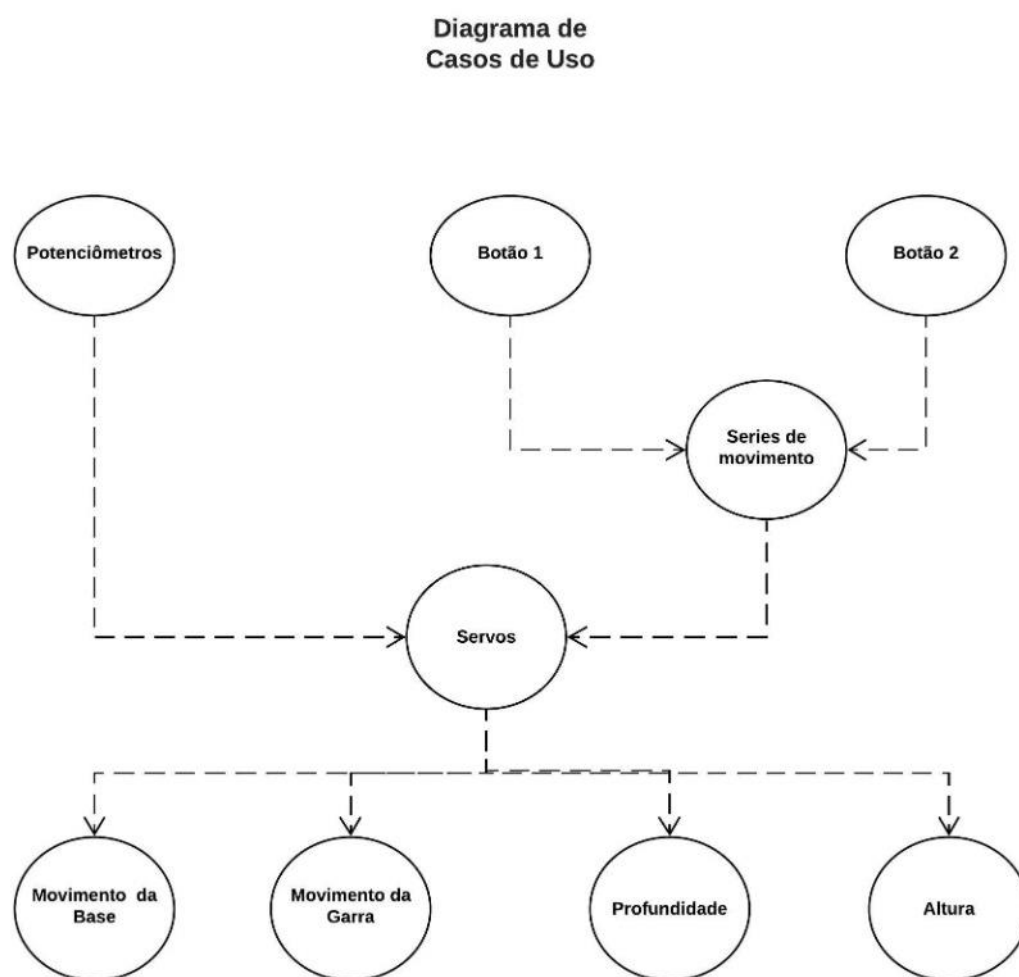 Diagrama de
Casos de Uso
Potenciômetros
Botão 1
Botão 2
Series de
movimento
Servos
Movimento da
Base
Movimento da
Garra
Profundidade
Altura